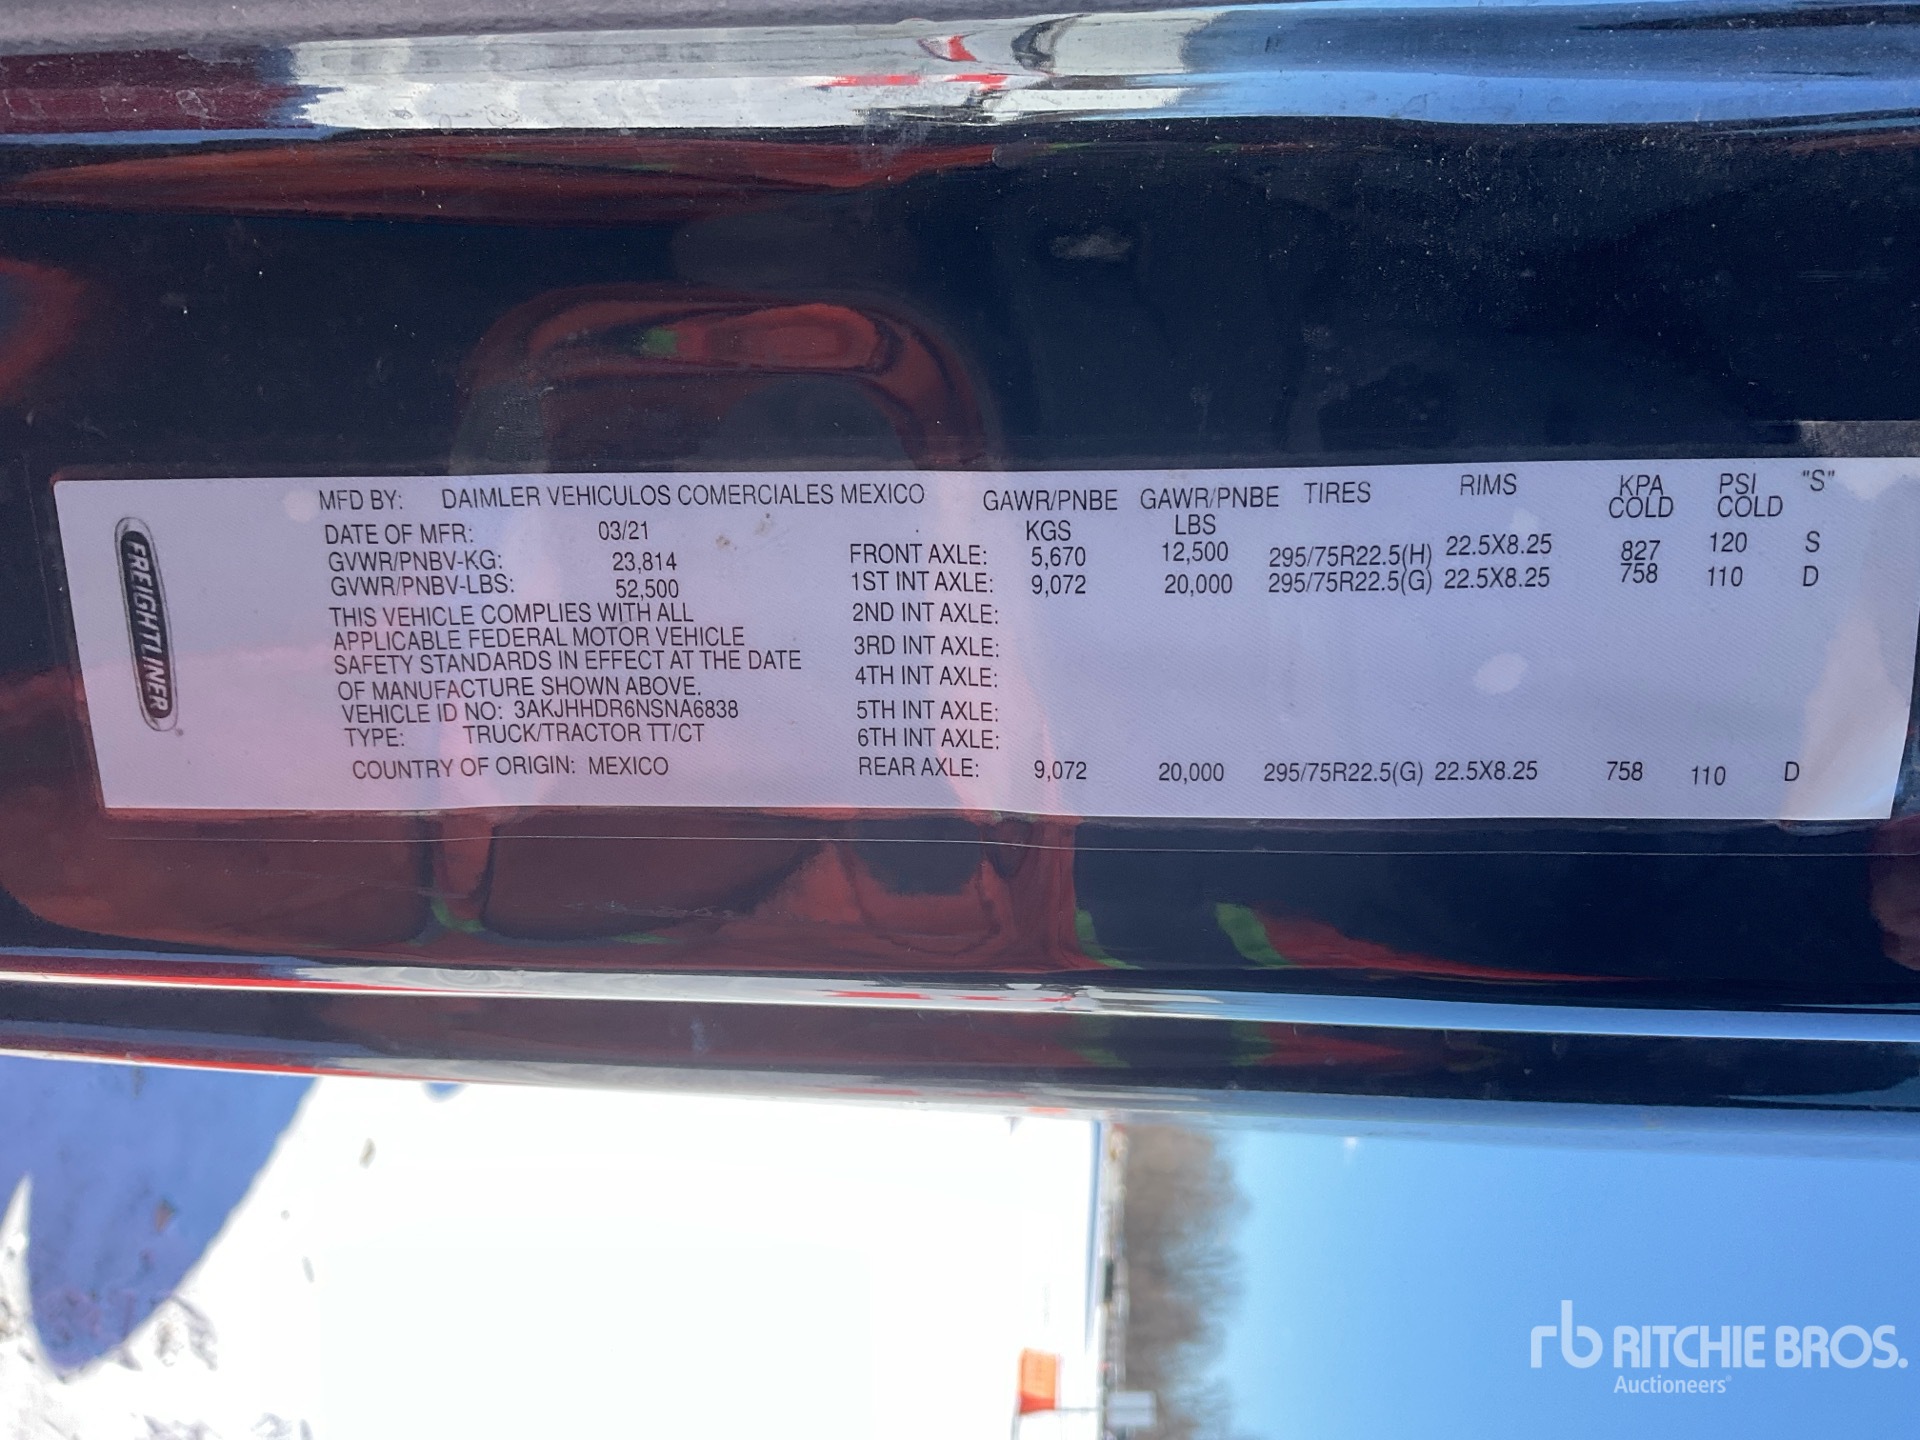 FREIGHTLINER
MFD BY: DAIMLER VEHICULOS COMERCIALES MEXICO
DATE OF MFR: 03/21
GVWR/PNBV-KG: 23,814
GVWR/PNBV-LBS: 52,500
THIS VEHICLE COMPLIES WITH ALL
APPLICABLE FEDERAL MOTOR VEHICLE
SAFETY STANDARDS IN EFFECT AT THE DATE
OF MANUFACTURE SHOWN ABOVE.
VEHICLE ID NO: 3AKJHHDR6NSNA6838
TYPE: TRUCK/TRACTOR TT/CT
COUNTRY OF ORIGIN: MEXICO
GAWR/PNBE GAWR/PNBE TIRES RIMS KPA PSI "S"
KGS LBS COLD COLD
FRONT AXLE: 5,670 12,500 295/75R22.5(H) 22.5X8.25 827 120 S
1ST INT AXLE: 9,072 20,000 295/75R22.5(G) 22.5X8.25 758 110 D
2ND INT AXLE:
3RD INT AXLE:
4TH INT AXLE:
5TH INT AXLE:
6TH INT AXLE:
REAR AXLE: 9,072 20,000 295/75R22.5(G) 22.5X8.25 758 110 D
rb RITCHIE BROS.
Auctioneers